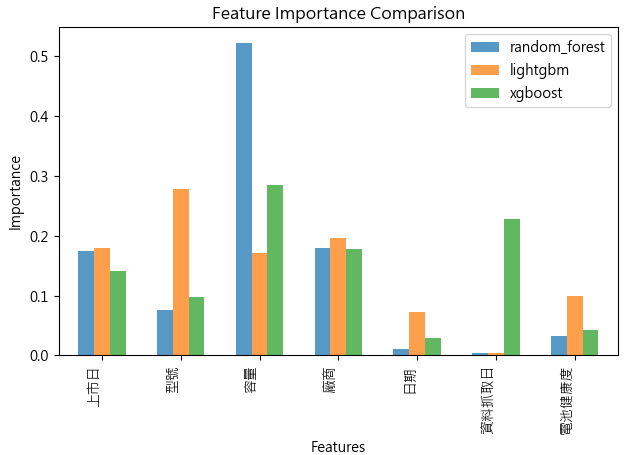 Feature Importance Comparison
random_forest
lightgbm
xgboost
Importance
0.5
0.4
0.3
0.2
0.1
0.0
上市日
型號
容量
廠商
日期
資料抓取日
電池健康度
Features